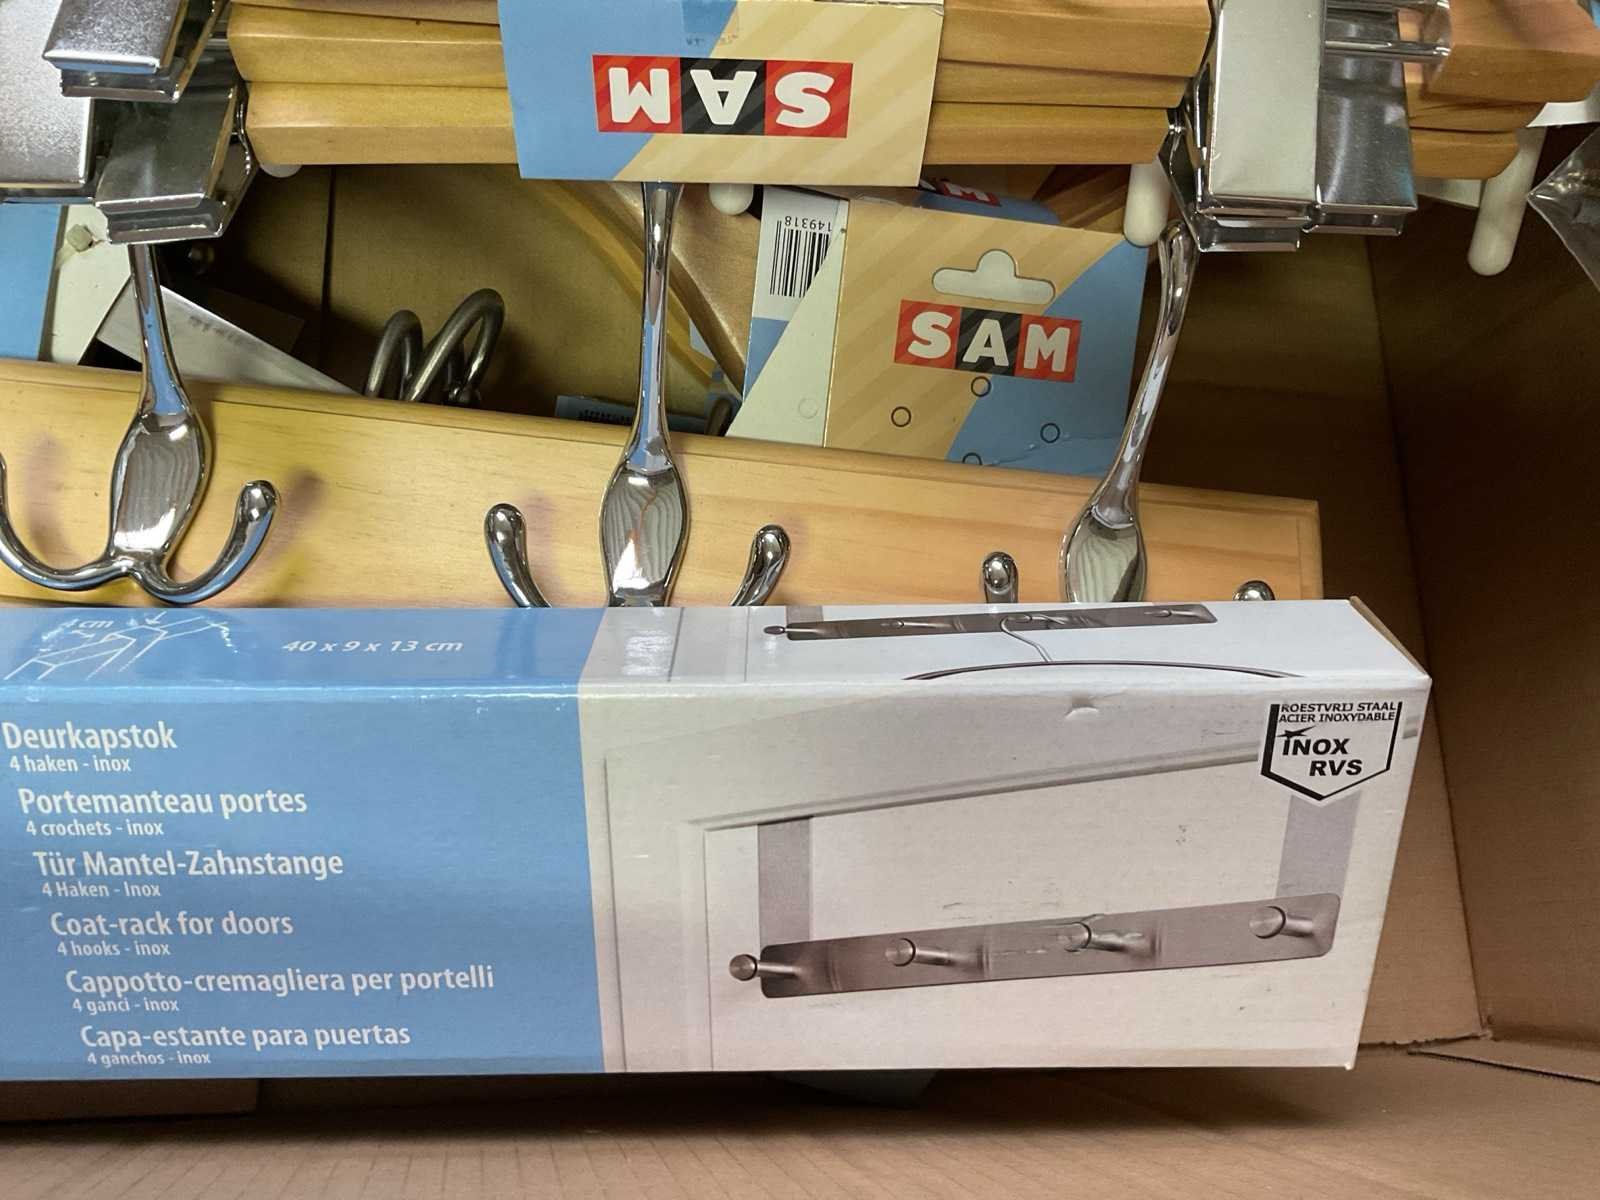 SAM
149318
SAM
SAM
cm
40 x 9 x 13 cm
Deurkapstok
4 haken - inox
Portemanteau portes
4 crochets - inox
Tür Mantel-Zahnstange
4 Haken - Inox
Coat-rack for doors
4 hooks - inox
Cappotto-cremagliera per portelli
4 ganci - inox
Capa-estante para puertas
4 ganchos - inox
ROESTVRIJ STAAL
ACIER INOXYDABLE
INOX
RVS